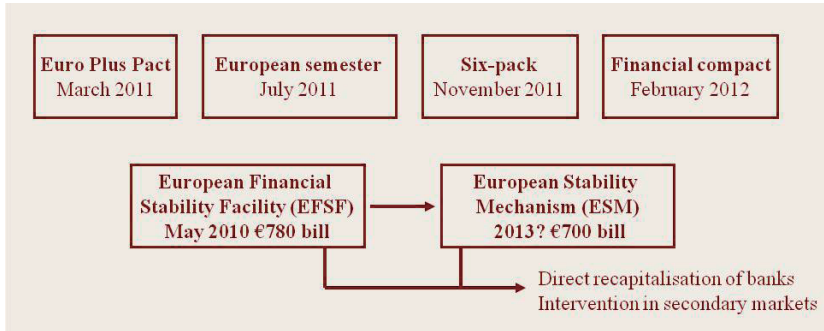 Euro Plus Pact
March 2011
European semester
July 2011
Six-pack
November 2011
Financial compact
February 2012
European Financial
Stability Facility (EFSF)
May 2010 €780 bill
European Stability
Mechanism (ESM)
2013? €700 bill
Direct recapitalisation of banks
Intervention in secondary markets